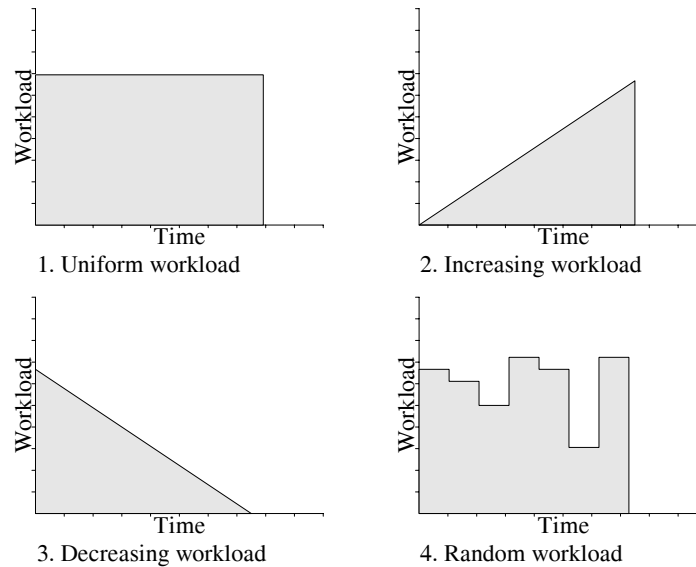 Workload
Time
1. Uniform workload
Workload
Time
2. Increasing workload
Workload
Time
3. Decreasing workload
Workload
Time
4. Random workload